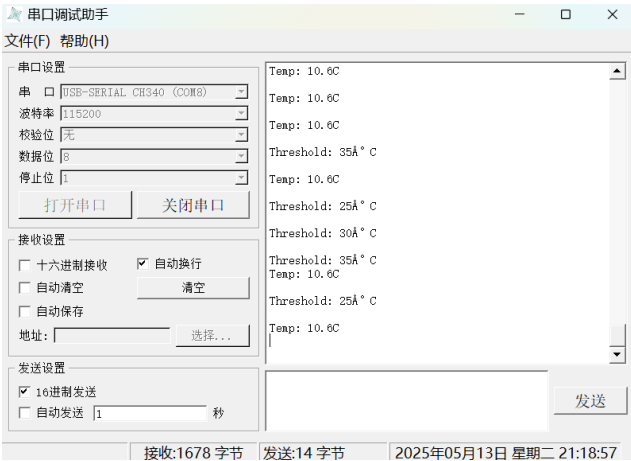 串口调试助手
文件(F) 帮助(H)
串口设置
串 口 USB-SERIAL CH340 (COM8)
波特率 115200
校验位 无
数据位 8
停止位 1
打开串口 关闭串口
接收设置
十六进制接收 自动换行
自动清空 清空
自动保存
地址: 选择...
发送设置
16进制发送
自动发送 1 秒
Temp: 10.6C
Temp: 10.6C
Temp: 10.6C
Threshold: 35Å°C
Temp: 10.6C
Threshold: 25Å°C
Threshold: 30Å°C
Threshold: 35Å°C
Temp: 10.6C
Threshold: 25Å°C
Temp: 10.6C
发送
接收:1678 字节 发送:14 字节 2025年05月13日 星期二 21:18:57